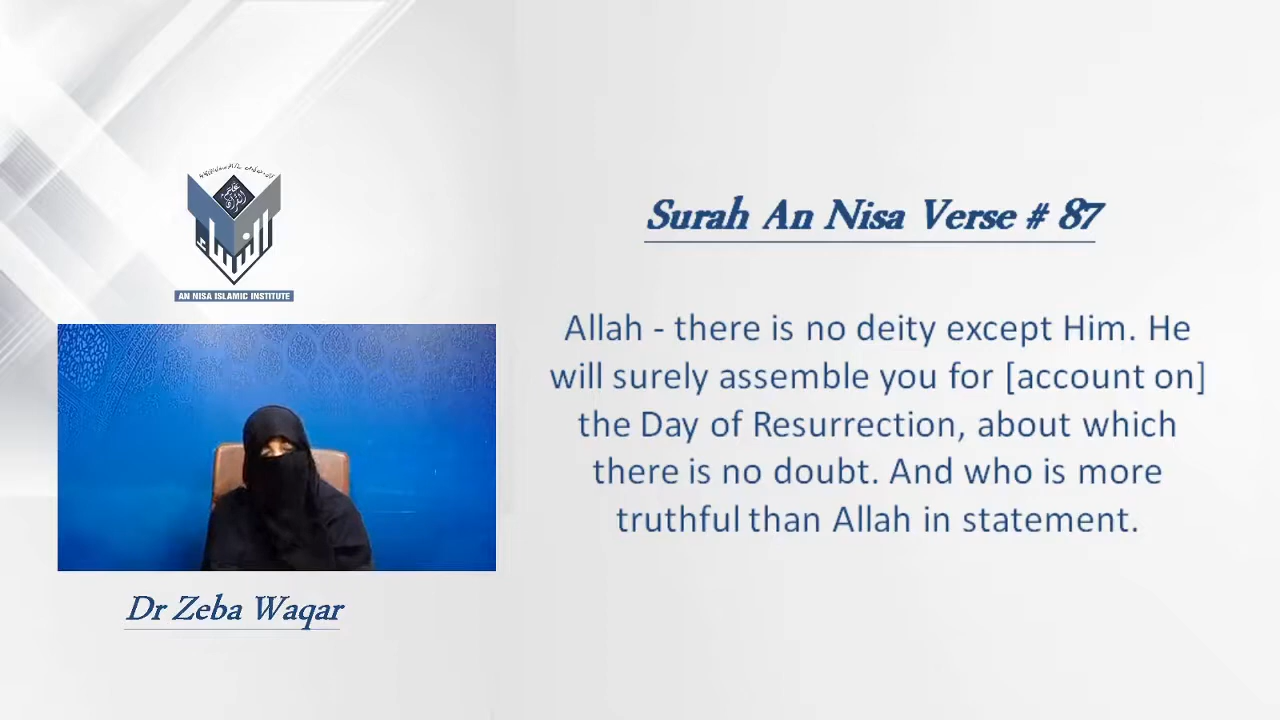 النساء
AN NISA ISLAMIC INSTITUTE
Dr Zeba Waqar
Surah An Nisa Verse # 87
Allah - there is no deity except Him. He
will surely assemble you for [account on]
the Day of Resurrection, about which
there is no doubt. And who is more
truthful than Allah in statement.